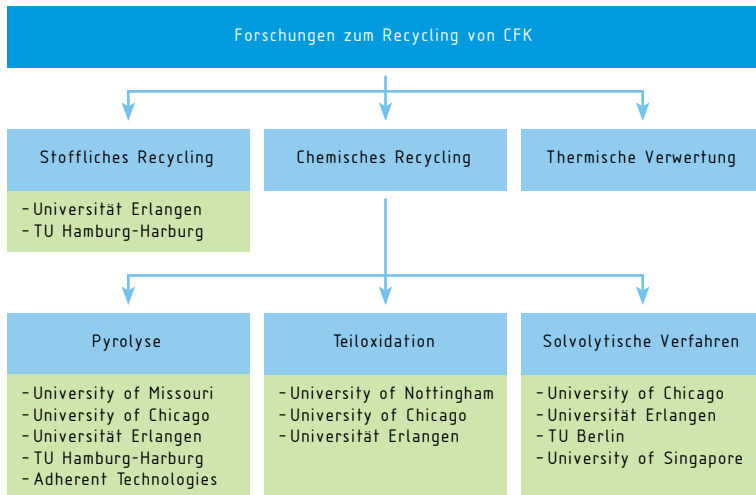 Forschungen zum Recycling von CFK
Stoffliches Recycling
- Universität Erlangen
- TU Hamburg-Harburg
Chemisches Recycling
Thermische Verwertung
Pyrolyse
- University of Missouri
- University of Chicago
- Universität Erlangen
- TU Hamburg-Harburg
- Adherent Technologies
Teiloxidation
- University of Nottingham
- University of Chicago
- Universität Erlangen
Solvolytische Verfahren
- University of Chicago
- Universität Erlangen
- TU Berlin
- University of Singapore